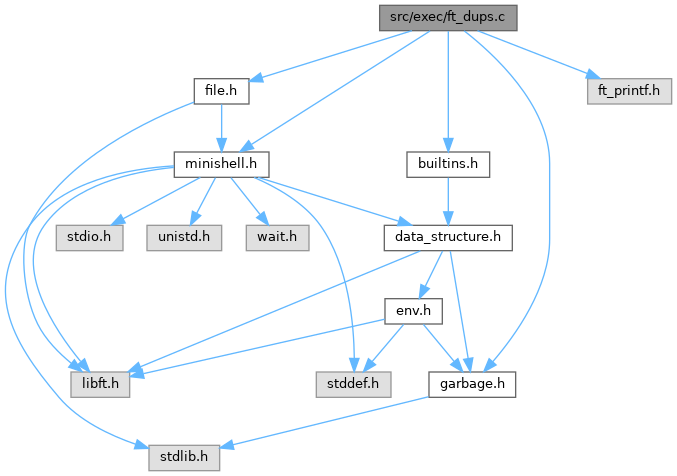 src/exec/ft_dups.c
file.h
ft_printf.h
minishell.h
builtins.h
stdio.h
unistd.h
wait.h
data_structure.h
env.h
libft.h
stddef.h
garbage.h
stdlib.h